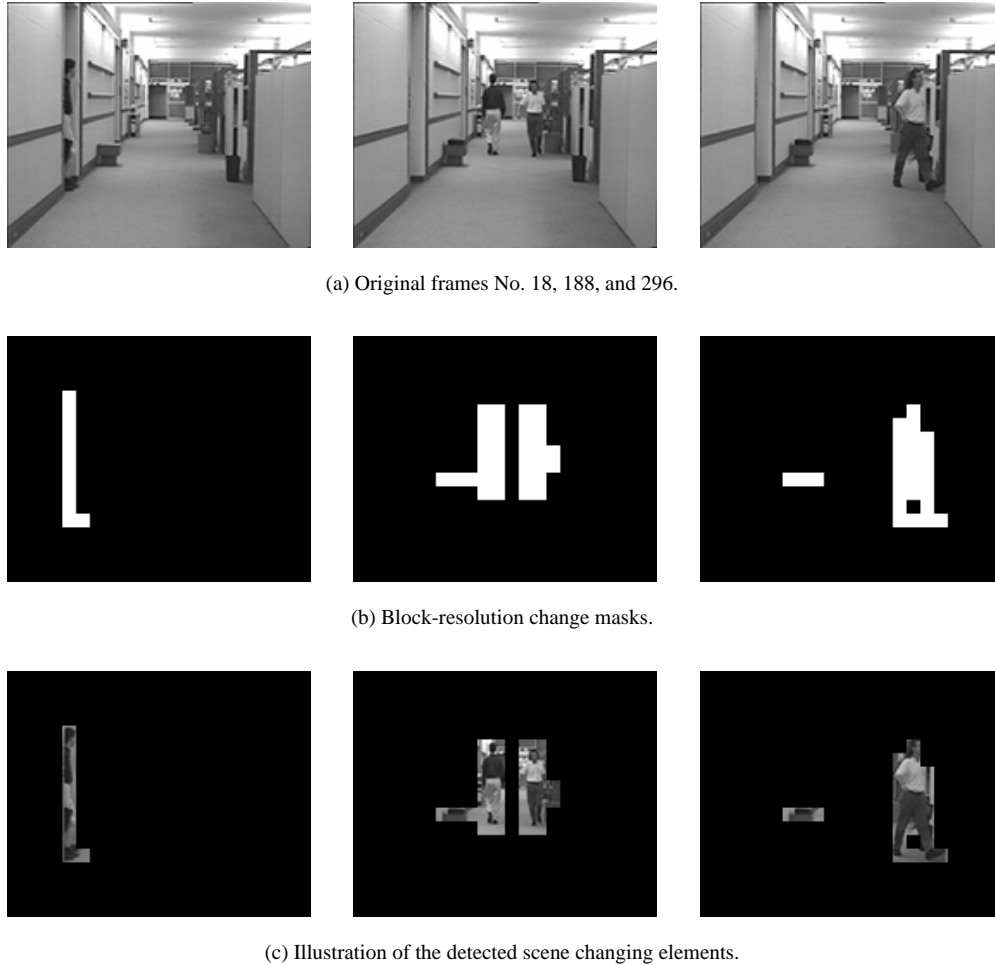 (a) Original frames No. 18, 188, and 296.
(b) Block-resolution change masks.
(c) Illustration of the detected scene changing elements.